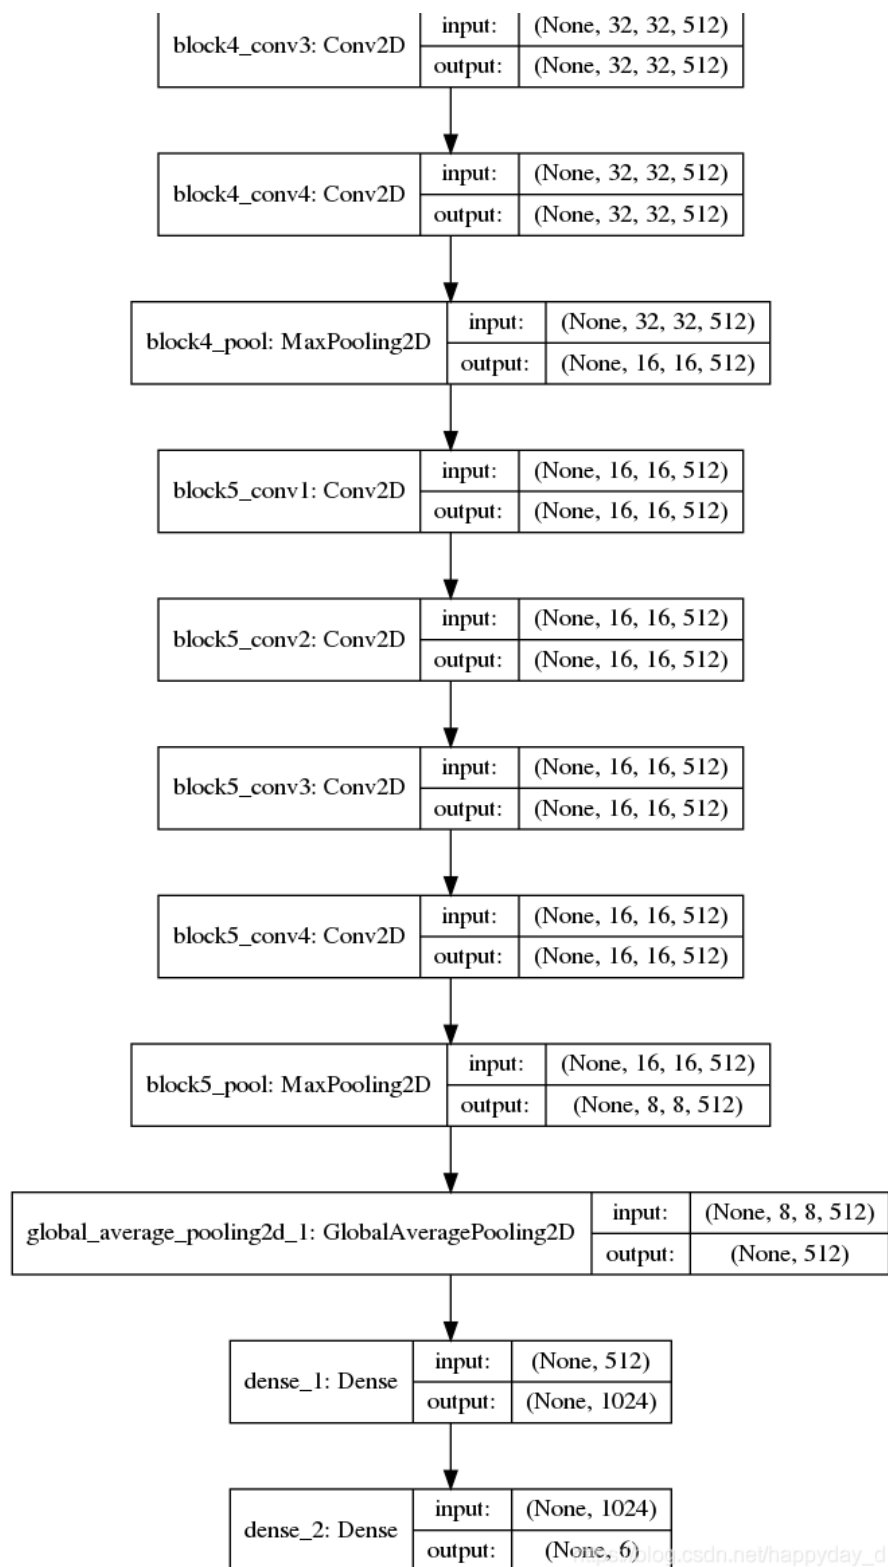 block4_conv3: Conv2D
input: (None, 32, 32, 512)
output: (None, 32, 32, 512)
block4_conv4: Conv2D
input: (None, 32, 32, 512)
output: (None, 32, 32, 512)
block4_pool: MaxPooling2D
input: (None, 32, 32, 512)
output: (None, 16, 16, 512)
block5_conv1: Conv2D
input: (None, 16, 16, 512)
output: (None, 16, 16, 512)
block5_conv2: Conv2D
input: (None, 16, 16, 512)
output: (None, 16, 16, 512)
block5_conv3: Conv2D
input: (None, 16, 16, 512)
output: (None, 16, 16, 512)
block5_conv4: Conv2D
input: (None, 16, 16, 512)
output: (None, 16, 16, 512)
block5_pool: MaxPooling2D
input: (None, 16, 16, 512)
output: (None, 8, 8, 512)
global_average_pooling2d_1: GlobalAveragePooling2D
input: (None, 8, 8, 512)
output: (None, 512)
dense_1: Dense
input: (None, 512)
output: (None, 1024)
dense_2: Dense
input: (None, 1024)
output: (None, 6)
https://blog.csdn.net/happyday_d